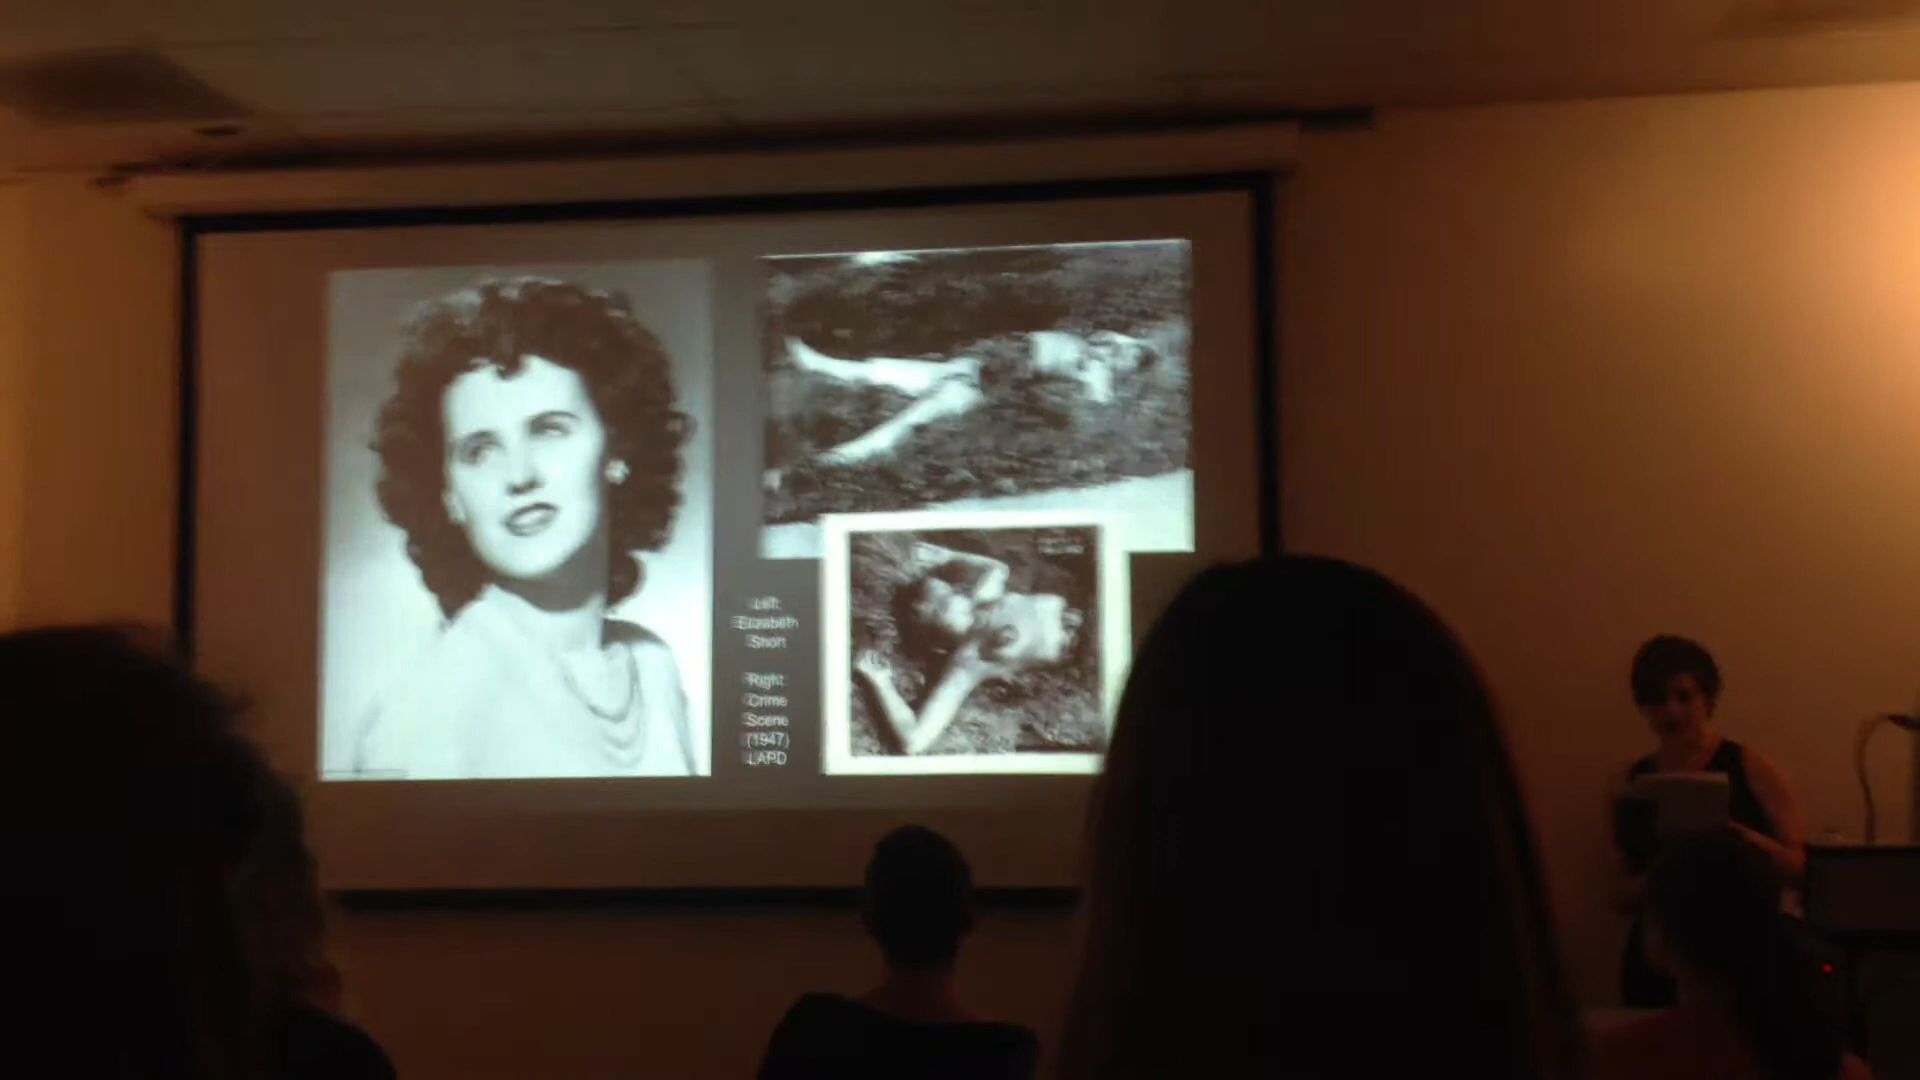 Left:
Elizabeth
Short
Right:
Crime
Scene
(1947)
LAPD